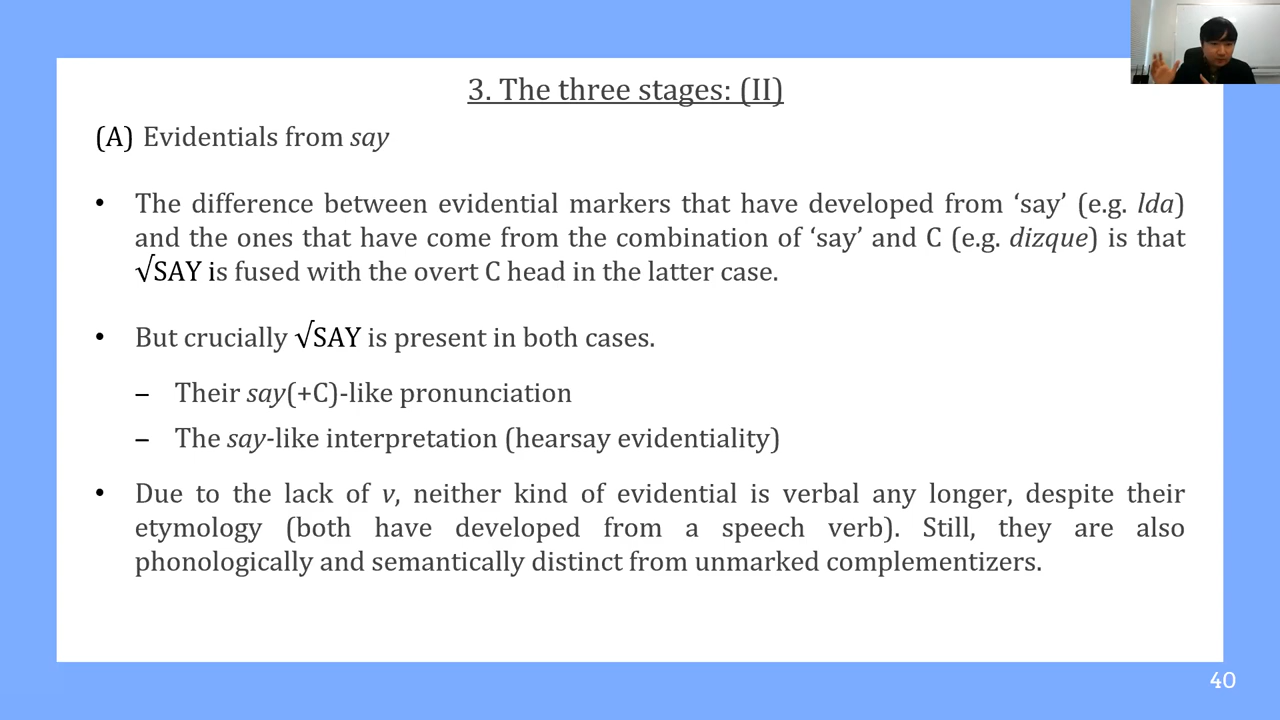 3. The three stages: (II)
(A) Evidentials from say
• The difference between evidential markers that have developed from ‘say’ (e.g. lda)
and the ones that have come from the combination of ‘say’ and C (e.g. dizque) is that
√SAY is fused with the overt C head in the latter case.
• But crucially √SAY is present in both cases.
– Their say(+C)-like pronunciation
– The say-like interpretation (hearsay evidentiality)
• Due to the lack of v, neither kind of evidential is verbal any longer, despite their
etymology (both have developed from a speech verb). Still, they are also
phonologically and semantically distinct from unmarked complementizers.
40